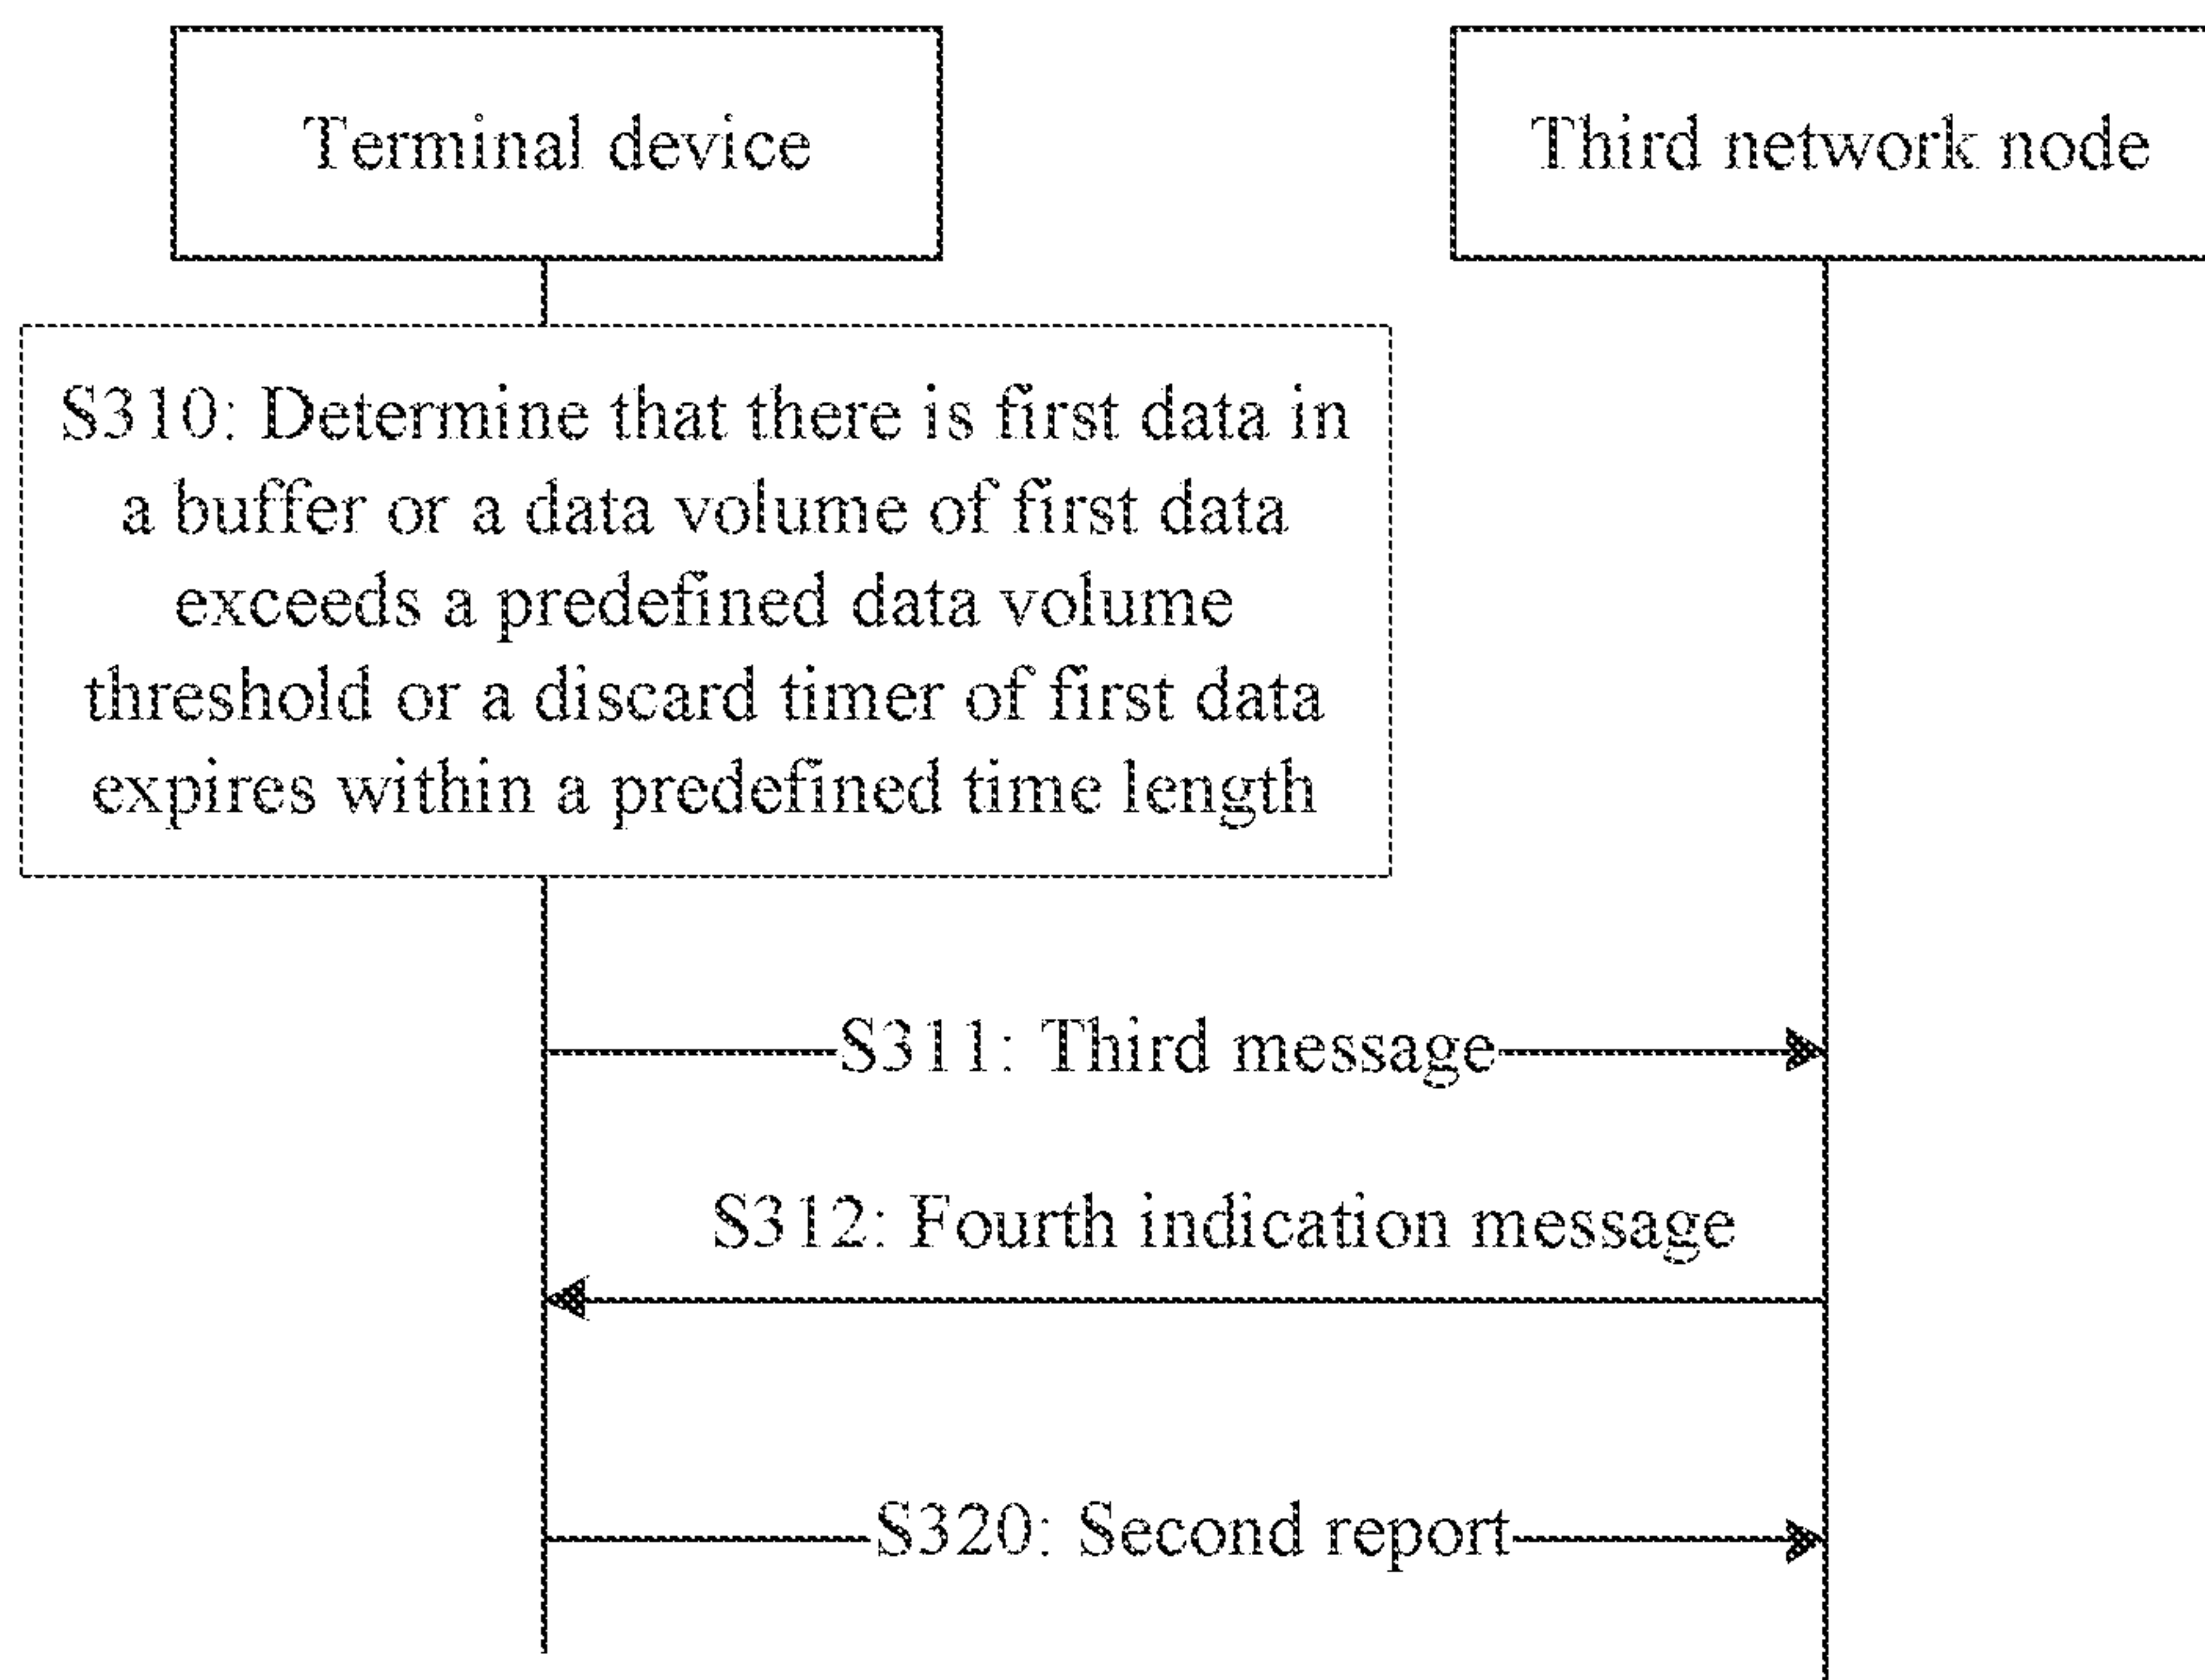 Terminal device
Third network node
S310: Determine that there is first data in
a buffer or a data volume of first data
exceeds a predefined data volume
threshold or a discard timer of first data
expires within a predefined time length
S311: Third message
S312: Fourth indication message
S320: Second report